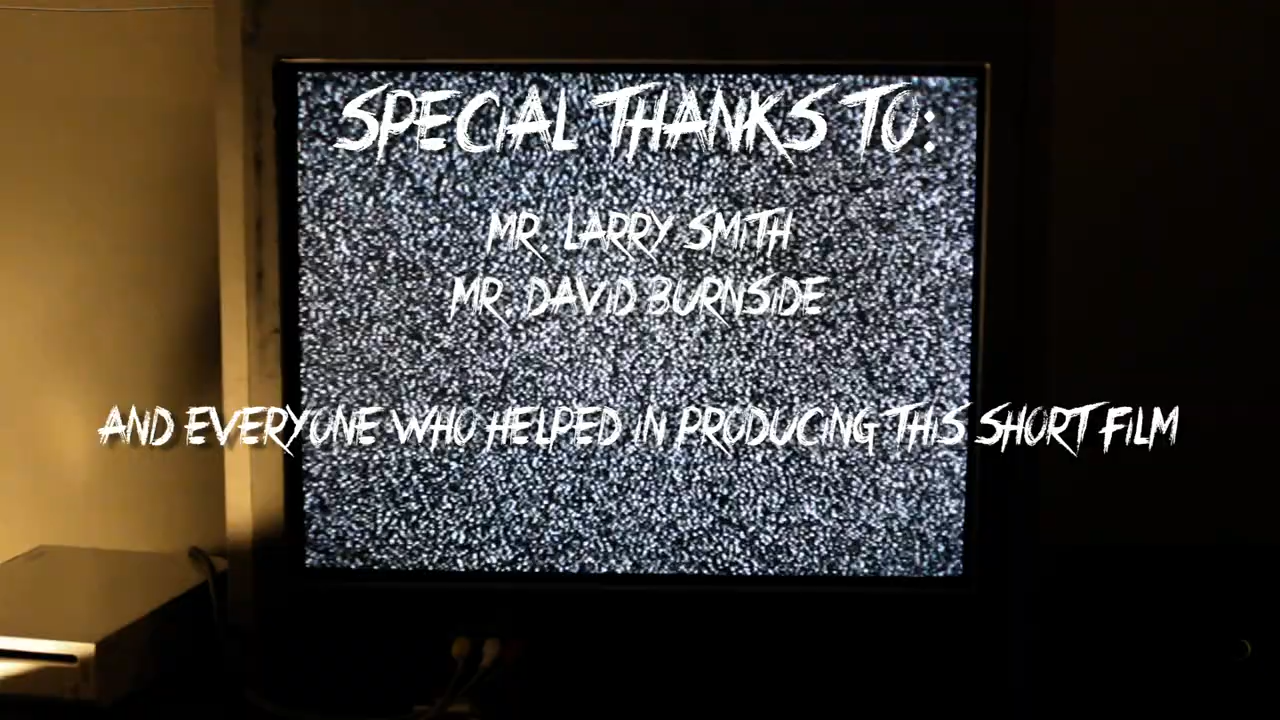 SPECIAL THANKS TO:
MR. LARRY SMITH
MR. DAVID BURNSIDE
AND EVERYONE WHO HELPED IN PRODUCING THIS SHORT FILM